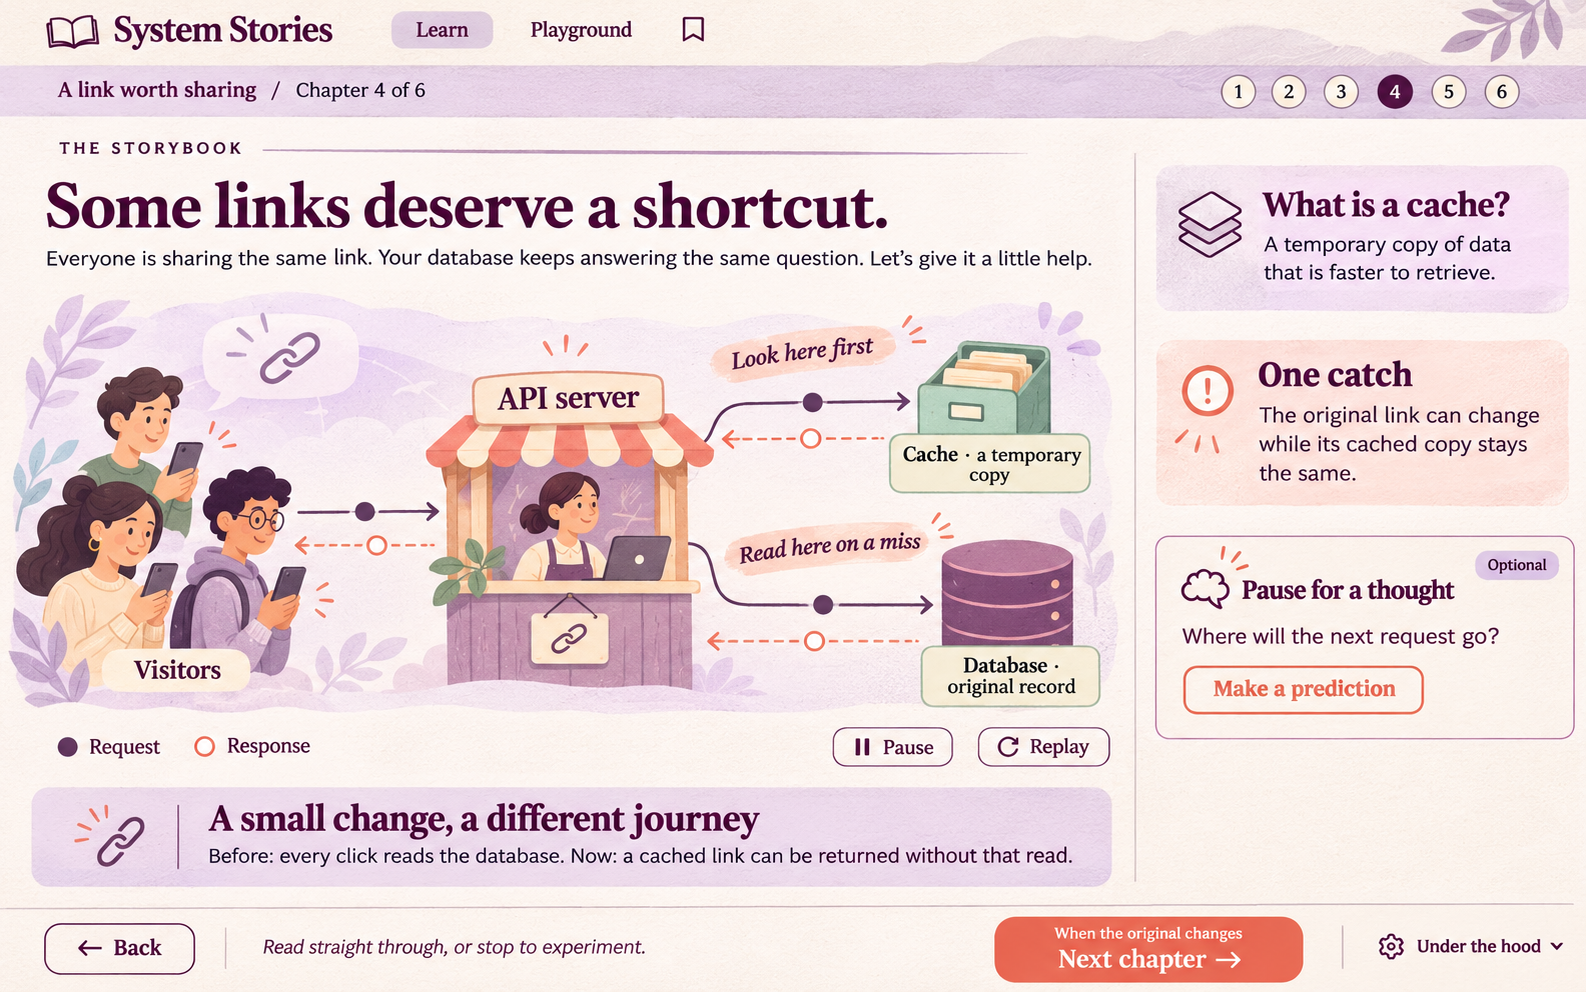 System Stories
Learn
Playground
A link worth sharing / Chapter 4 of 6
1 2 3 4 5 6
THE STORYBOOK
Some links deserve a shortcut.
Everyone is sharing the same link. Your database keeps answering the same question. Let's give it a little help.
API server
Look here first
Cache · a temporary
copy
Read here on a miss
Database ·
original record
Visitors
Request
Response
Pause
Replay
A small change, a different journey
Before: every click reads the database. Now: a cached link can be returned without that read.
What is a cache?
A temporary copy of data
that is faster to retrieve.
One catch
The original link can change
while its cached copy stays
the same.
Optional
Pause for a thought
Where will the next request go?
Make a prediction
← Back
Read straight through, or stop to experiment.
When the original changes
Next chapter →
Under the hood